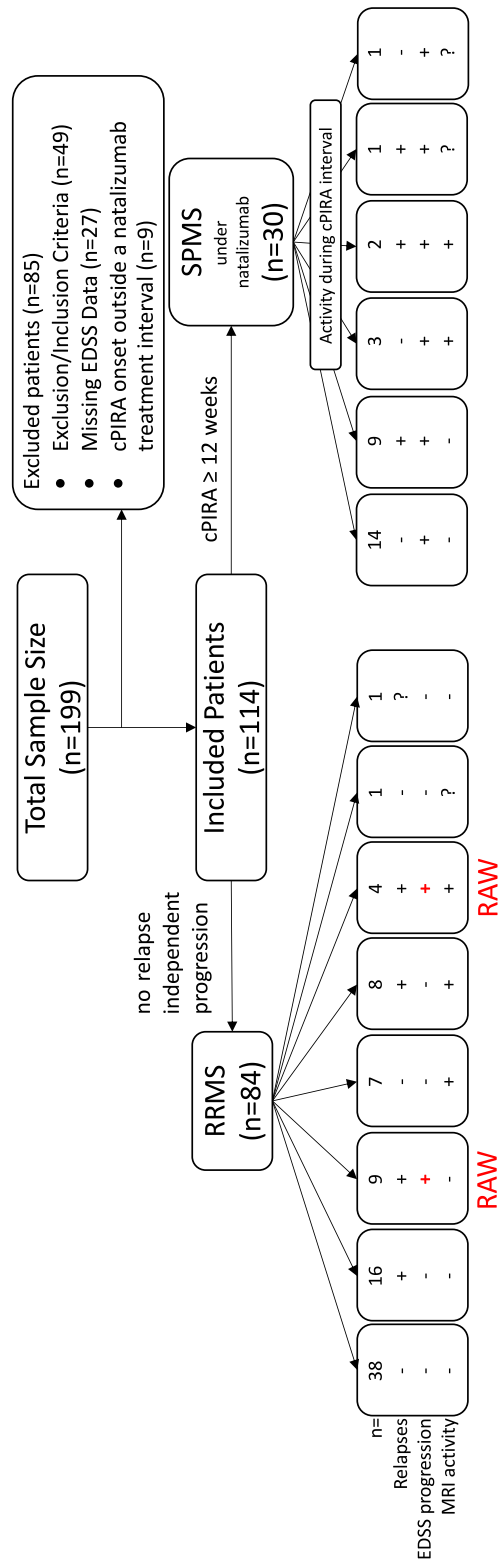 Total Sample Size
(n=199)
Excluded patients (n=85)
● Exclusion/Inclusion Criteria (n=49)
● Missing EDSS Data (n=27)
● cPIRA onset outside a natalizumab
treatment interval (n=9)
no relapse
independent
progression
Included Patients
(n=114)
cPIRA ≥ 12 weeks
RRMS
(n=84)
SPMS
under
natalizumab
(n=30)
Activity during cPIRA interval
n= 38 16 9 7 8 4 1 1 14 9 3 2 1 1
Relapses - + + - + + - ? - + - + + -
EDSS progression - - + - - + - - + + + + + +
MRI activity - - - + + + ? - - - + + ? ?
RAW RAW